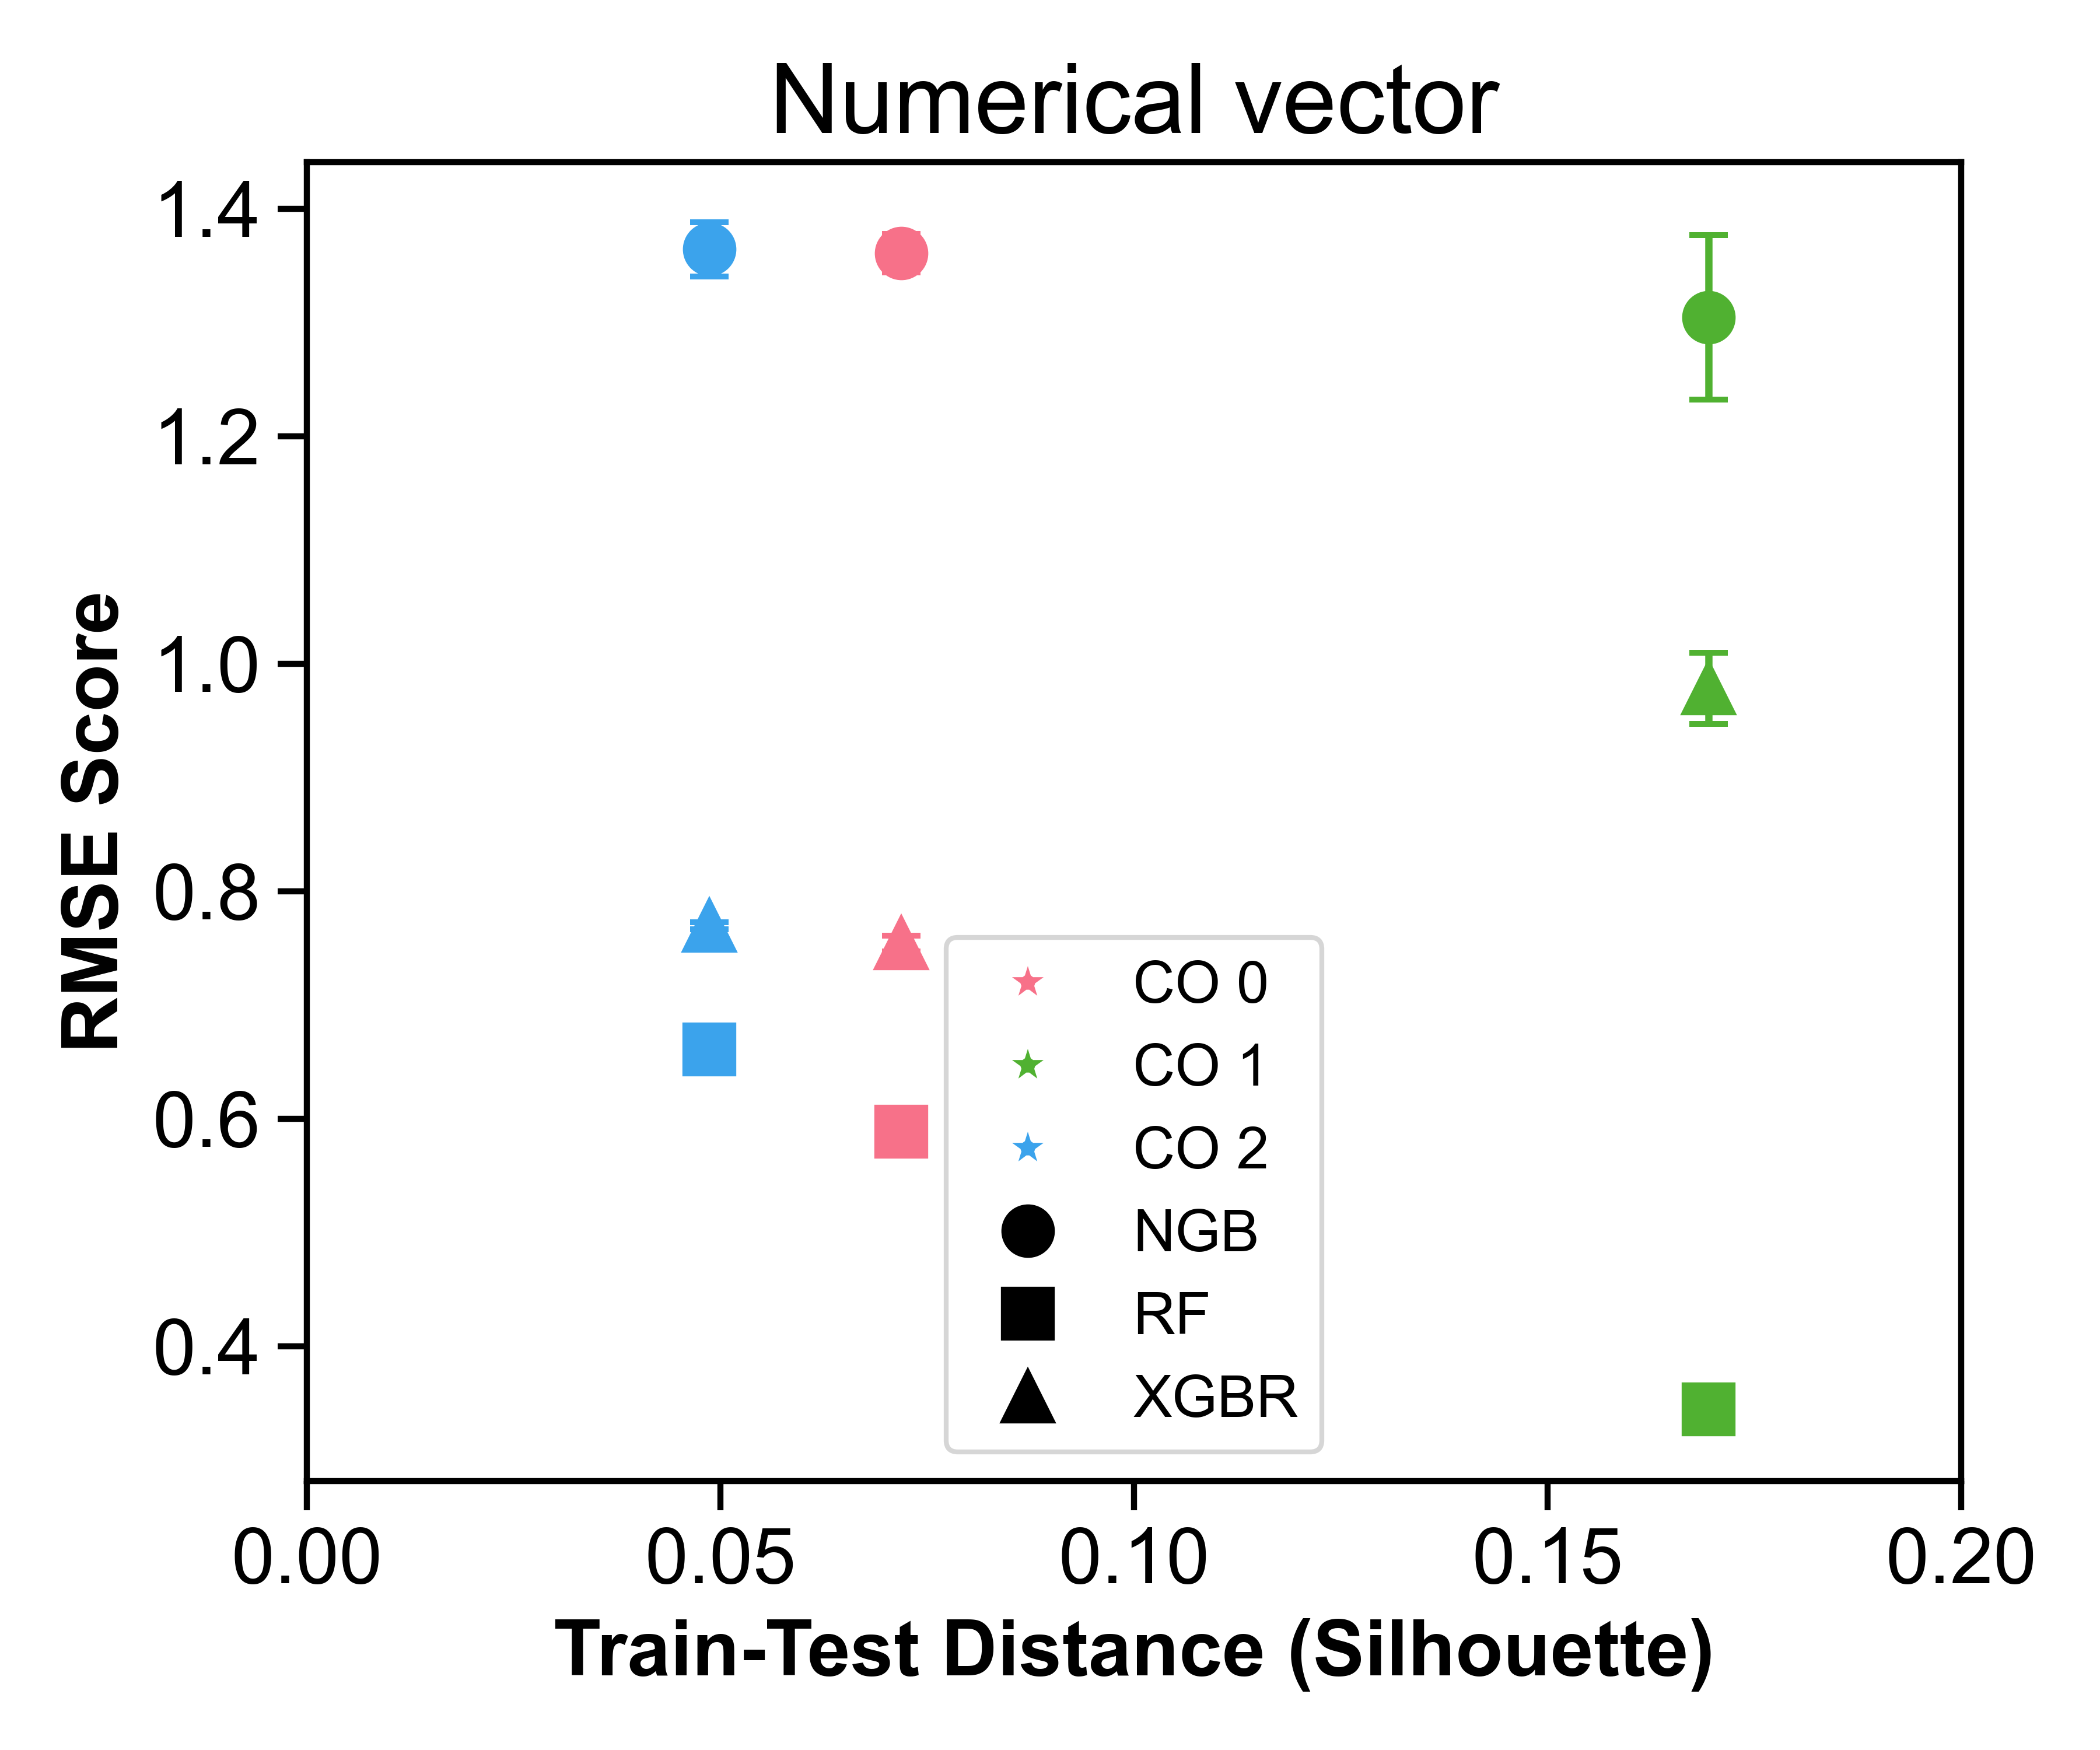 Numerical vector
1.4
1.2
1.0
0.8
0.6
0.4
RMSE Score
CO 0
CO 1
CO 2
NGB
RF
XGBR
0.00 0.05 0.10 0.15 0.20
Train-Test Distance (Silhouette)